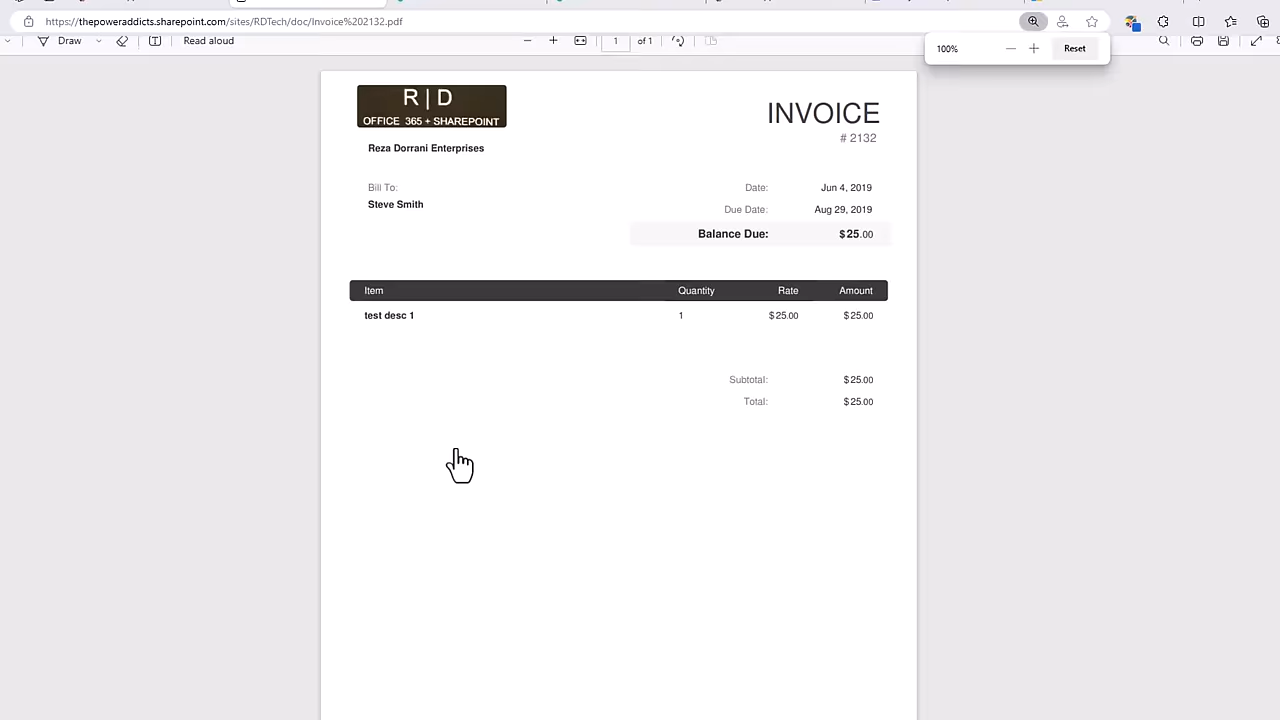 https://thepoweraddicts.sharepoint.com/sites/RDTech/doc/Invoice%202132.pdf
Draw
Read aloud
1 of 1
100%
Reset
R|D
OFFICE 365 + SHAREPOINT
Reza Dorrani Enterprises
INVOICE
# 2132
Bill To:
Steve Smith
Date: Jun 4, 2019
Due Date: Aug 29, 2019
Balance Due: $25.00
Item Quantity Rate Amount
test desc 1 1 $25.00 $25.00
Subtotal: $25.00
Total: $25.00